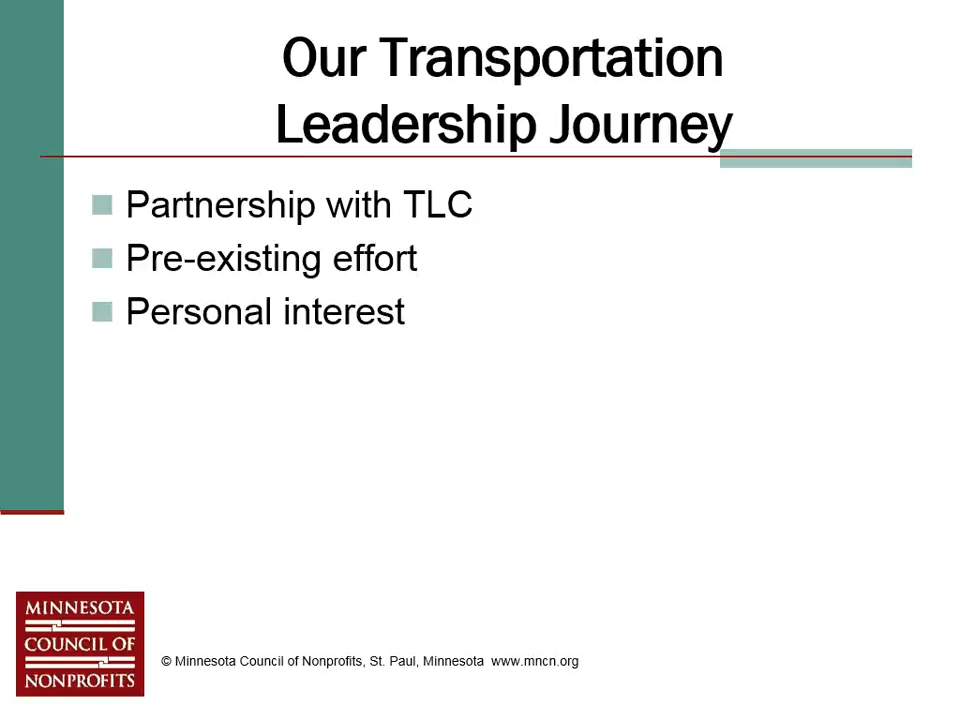 Our Transportation
Leadership Journey
Partnership with TLC
Pre-existing effort
Personal interest
MINNESOTA
COUNCIL OF
NONPROFITS
© Minnesota Council of Nonprofits, St. Paul, Minnesota www.mncn.org